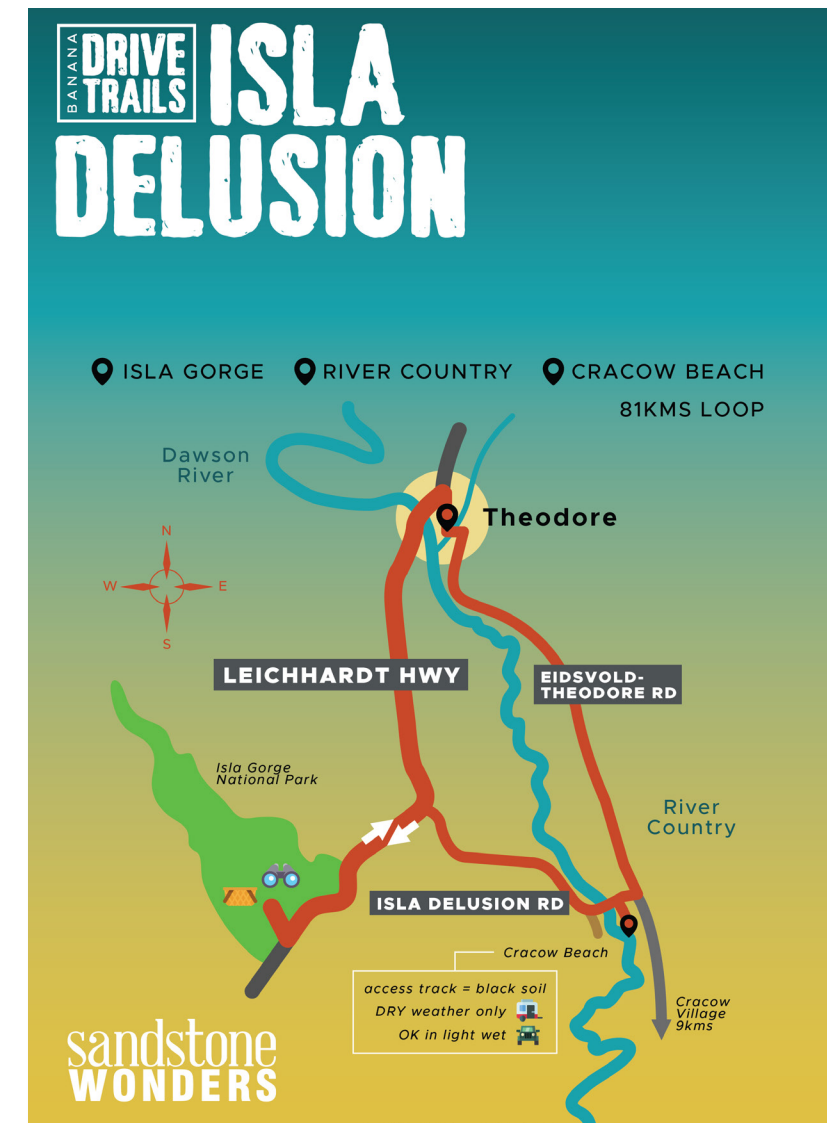 BANANA
DRIVE
TRAILS
ISLA
DELUSION
ISLA GORGE
RIVER COUNTRY
CRACOW BEACH
81KMS LOOP
Dawson
River
Theodore
N
W
E
S
LEICHHARDT HWY
EIDSVOLD-
THEODORE RD
Isla Gorge
National Park
River
Country
ISLA DELUSION RD
Cracow Beach
access track = black soil
DRY weather only
OK in light wet
Cracow
Village
9kms
sandstone
WONDERS